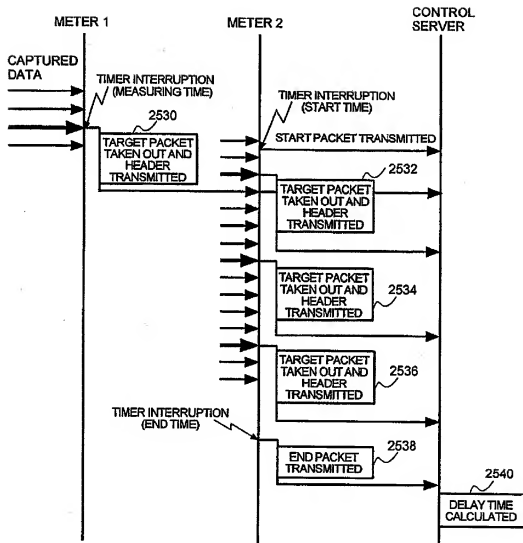 METER 1
METER 2
CONTROL
SERVER
CAPTURED
DATA
TIMER INTERRUPTION
(MEASURING TIME)
2530
TARGET PACKET
TAKEN OUT AND
HEADER
TRANSMITTED
TIMER INTERRUPTION
(START TIME)
START PACKET TRANSMITTED
2532
TARGET PACKET
TAKEN OUT AND
HEADER
TRANSMITTED
TARGET PACKET
TAKEN OUT AND
HEADER
TRANSMITTED
2534
TARGET PACKET
TAKEN OUT AND
HEADER
TRANSMITTED
2536
TIMER INTERRUPTION
(END TIME)
END PACKET
TRANSMITTED
2538
2540
DELAY TIME
CALCULATED